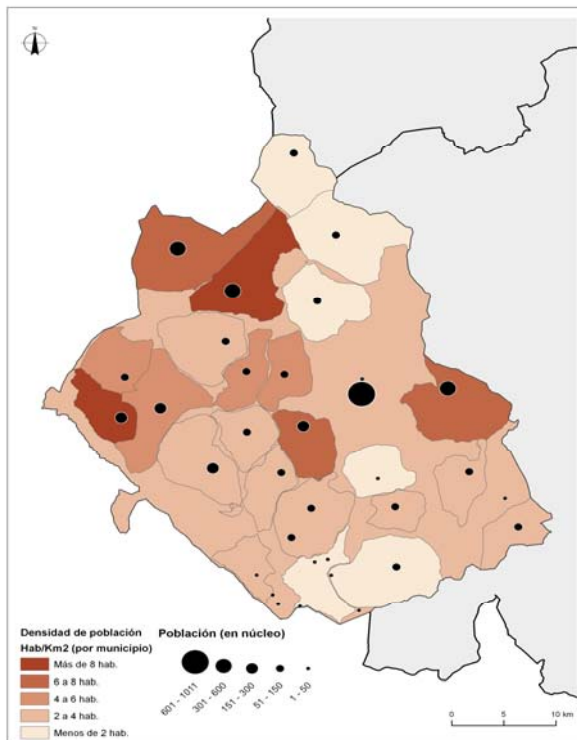 N
Densidad de población
Hab/Km2 (por municipio)
Más de 8 hab.
6 a 8 hab.
4 a 6 hab.
2 a 4 hab.
Menos de 2 hab.
Población (en núcleo)
601 - 1011
301 - 600
151 - 300
51 - 150
1 - 50
0 5 10 km